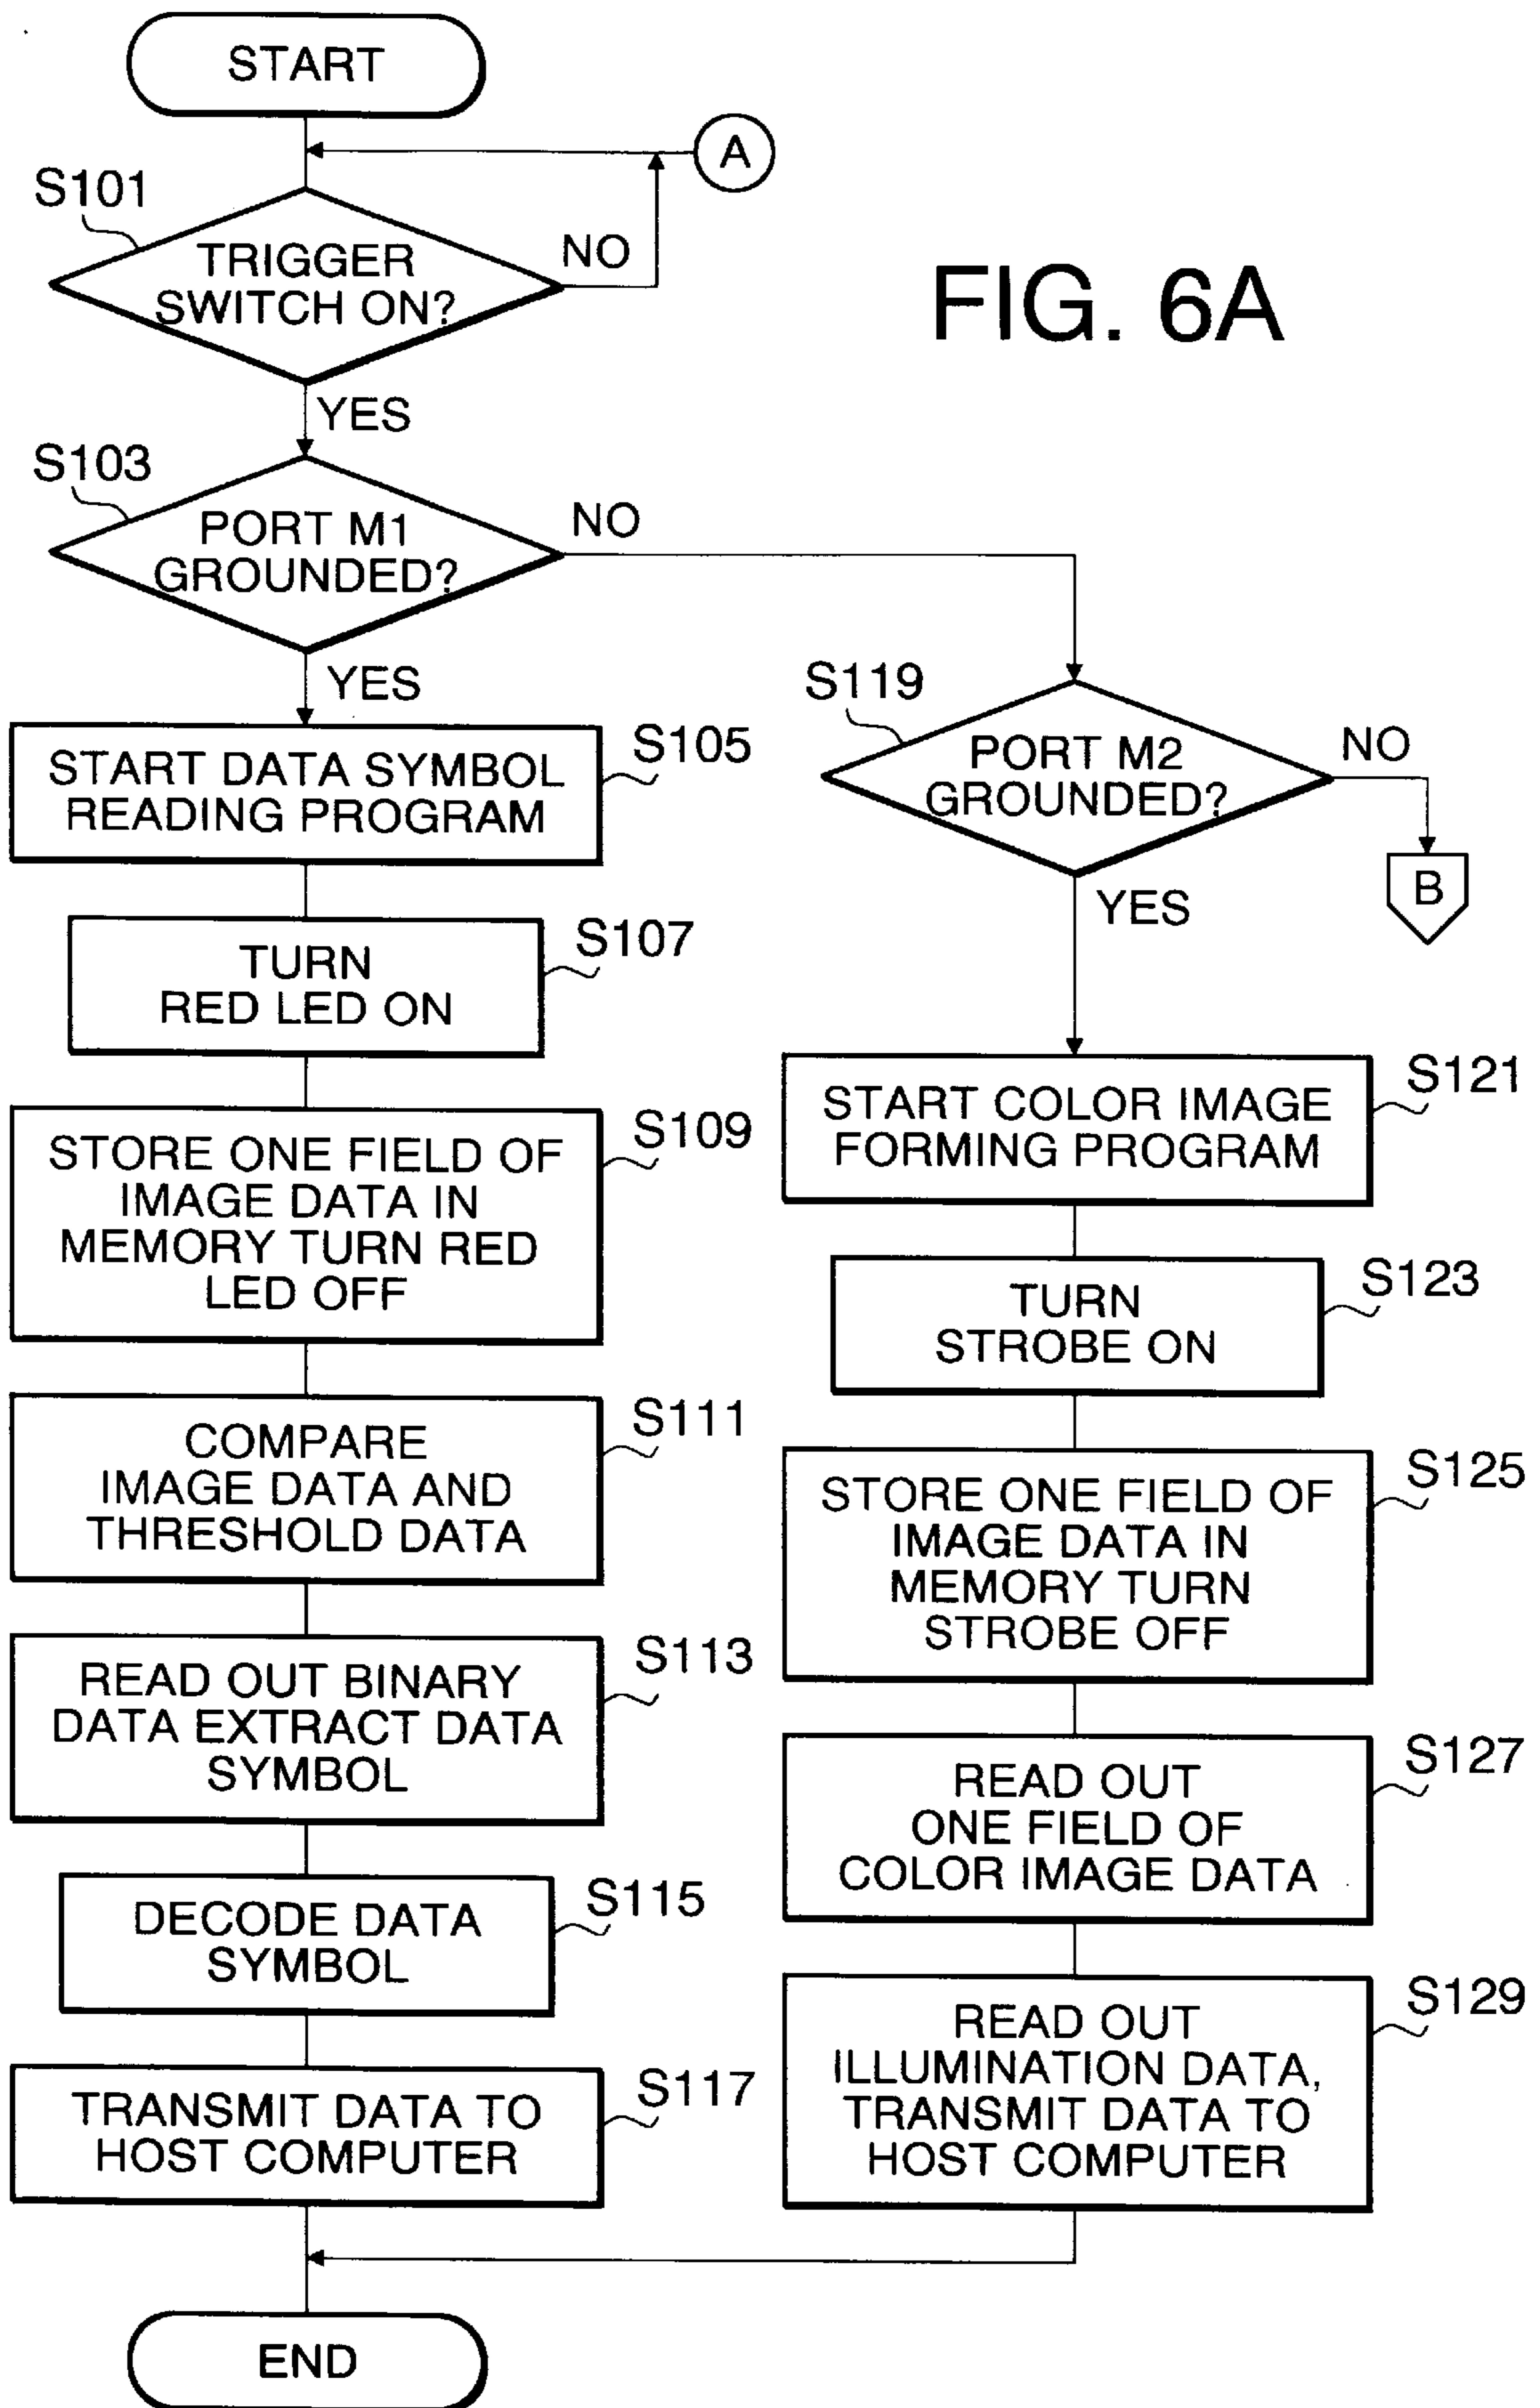 START
A
S101
TRIGGER
SWITCH ON?
NO
FIG. 6A
YES
S103
PORT M1
GROUNDED?
NO
YES
S105
START DATA SYMBOL
READING PROGRAM
S107
TURN
RED LED ON
S109
STORE ONE FIELD OF
IMAGE DATA IN
MEMORY TURN RED
LED OFF
S111
COMPARE
IMAGE DATA AND
THRESHOLD DATA
S113
READ OUT BINARY
DATA EXTRACT DATA
SYMBOL
S115
DECODE DATA
SYMBOL
S117
TRANSMIT DATA TO
HOST COMPUTER
S119
PORT M2
GROUNDED?
NO
B
YES
S121
START COLOR IMAGE
FORMING PROGRAM
S123
TURN
STROBE ON
S125
STORE ONE FIELD OF
IMAGE DATA IN
MEMORY TURN
STROBE OFF
S127
READ OUT
ONE FIELD OF
COLOR IMAGE DATA
S129
READ OUT
ILLUMINATION DATA,
TRANSMIT DATA TO
HOST COMPUTER
END